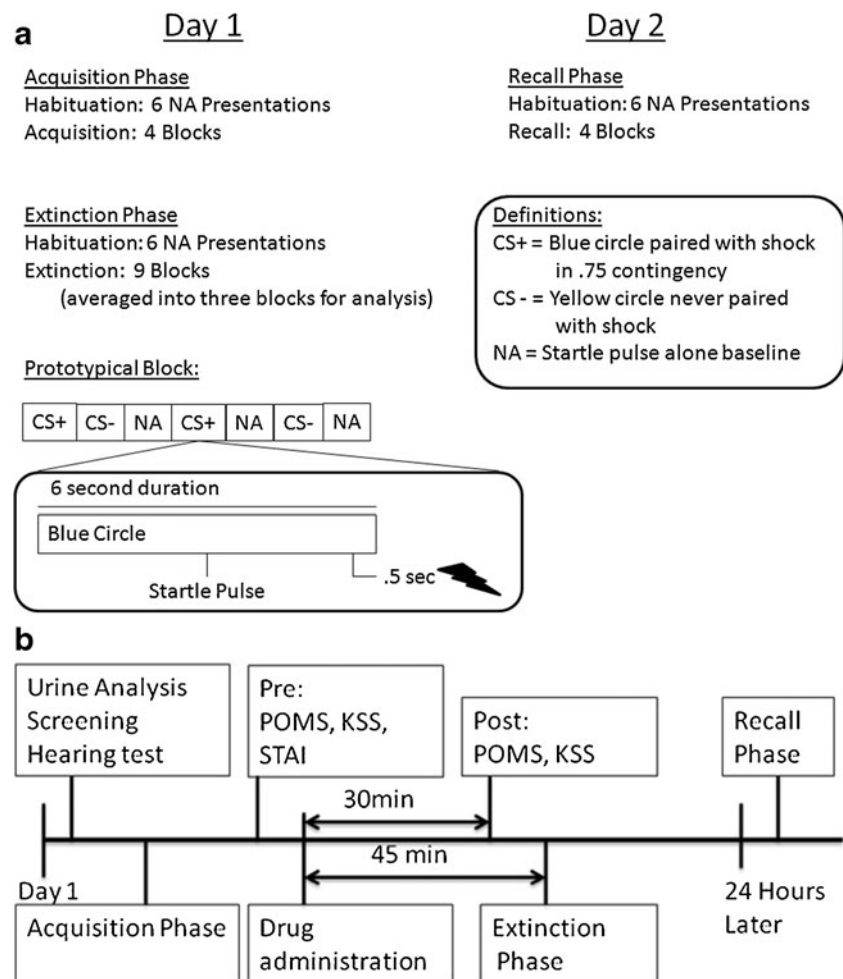 a
Day 1
Acquisition Phase
Habituation: 6 NA Presentations
Acquisition: 4 Blocks
Extinction Phase
Habituation: 6 NA Presentations
Extinction: 9 Blocks
(averaged into three blocks for analysis)
Day 2
Recall Phase
Habituation: 6 NA Presentations
Recall: 4 Blocks
Definitions:
CS+ = Blue circle paired with shock
in .75 contingency
CS - = Yellow circle never paired
with shock
NA = Startle pulse alone baseline
Prototypical Block:
CS+ CS- NA CS+ NA CS- NA
6 second duration
Blue Circle
Startle Pulse
.5 sec
b
Urine Analysis
Screening
Hearing test
Pre:
POMS, KSS,
STAI
Post:
POMS, KSS
Recall
Phase
30min
45 min
Day 1
Acquisition Phase
Drug
administration
Extinction
Phase
24 Hours
Later